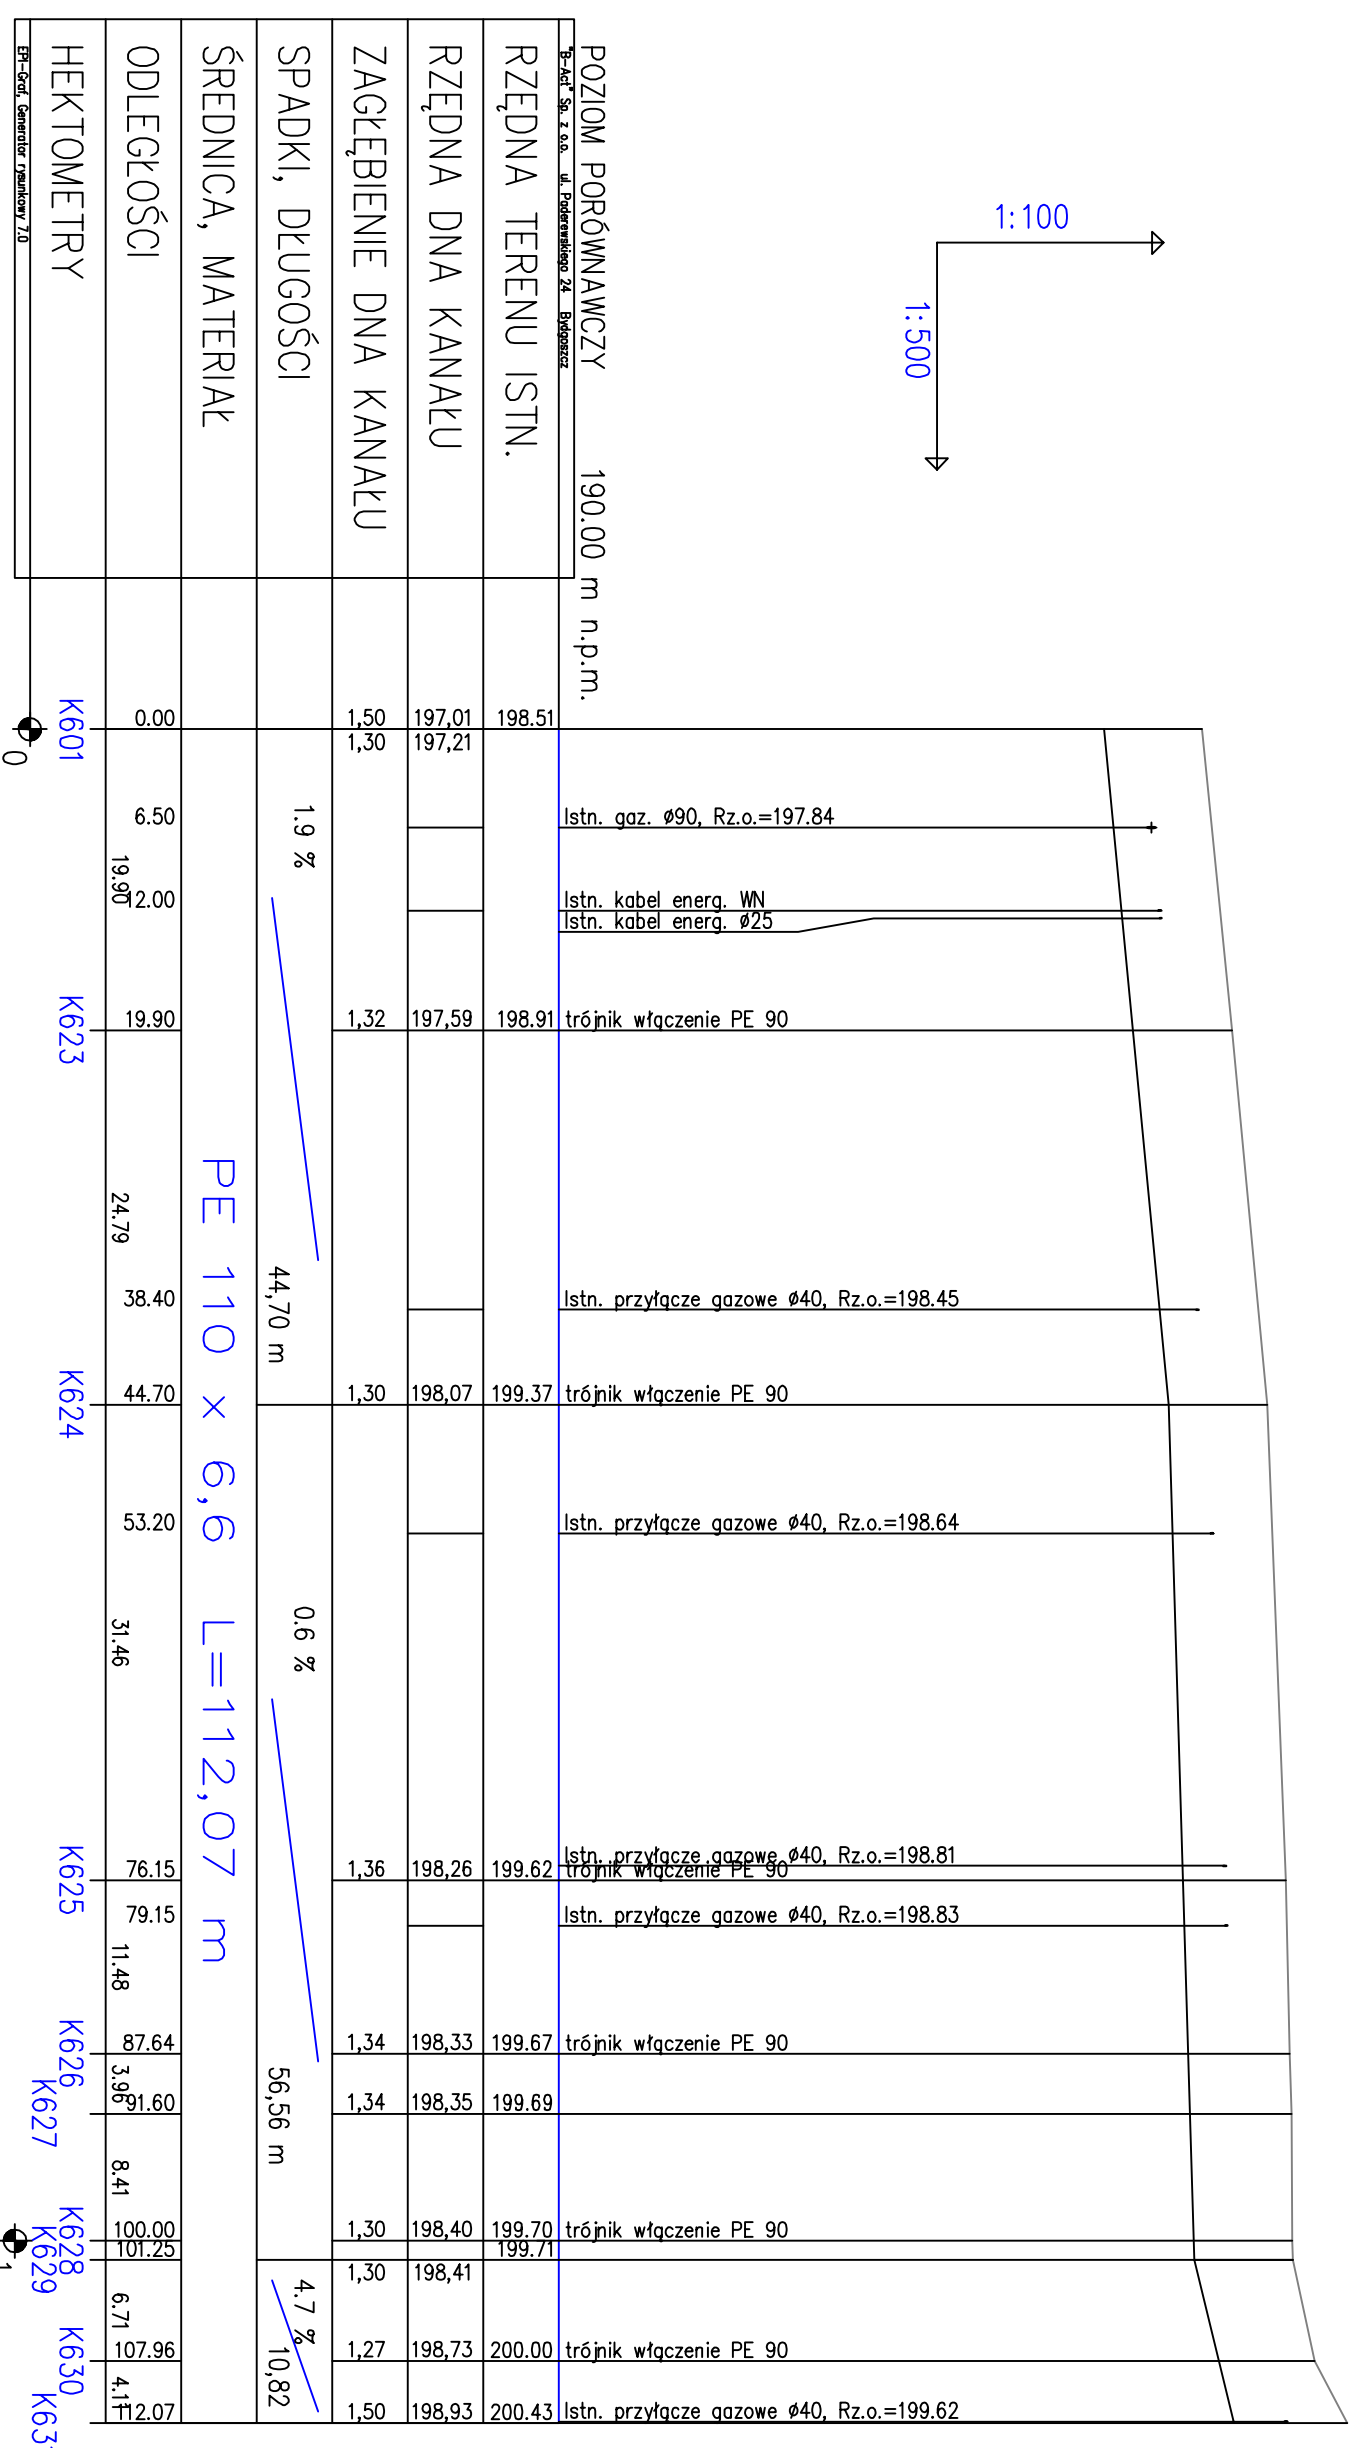 1:100
1:500
POZIOM PORÓWNAWCZY 190.00 m n.p.m.
"B-Act" Sp. z o.o. ul. Paderewskiego 24 Bydgoszcz
RZĘDNA TERENU ISTN.
RZĘDNA DNA KANAŁU
ZAGŁĘBIENIE DNA KANAŁU
SPADKI, DŁUGOŚCI
ŚREDNICA, MATERIAŁ
ODLEGŁOŚCI
HEKTOMETRY
EPI-Graf, Generator rysunkowy 7.0
K601 0.00 1,50 197,01 198.51
1,30 197,21
0
6.50 Istn. gaz. ø90, Rz.o.=197.84
1.9 %
19.90
12.00 Istn. kabel energ. WN
Istn. kabel energ. ø25
K623 19.90 1,32 197,59 198.91 trójnik włączenie PE 90
24.79
38.40 Istn. przyłącze gazowe ø40, Rz.o.=198.45
44,70 m
K624 44.70 1,30 198,07 199.37 trójnik włączenie PE 90
PE 110 x 6,6 L=112,07 m
53.20 Istn. przyłącze gazowe ø40, Rz.o.=198.64
0.6 %
31.46
Istn. przyłącze gazowe ø40, Rz.o.=198.81
K625 76.15 1,36 198,26 199.62 trójnik włączenie PE 90
79.15 Istn. przyłącze gazowe ø40, Rz.o.=198.83
11.48
K626 87.64 1,34 198,33 199.67 trójnik włączenie PE 90
3.96
K627 91.60 1,34 198,35 199.69
56,56 m
8.41
K628 100.00 1,30 198,40 199.70 trójnik włączenie PE 90
K629 101.25 199.71
1,30 198,41
1
4.7 %
6.71
K630 107.96 1,27 198,73 200.00 trójnik włączenie PE 90
10,82
4.11
112.07 1,50 198,93 200.43 Istn. przyłącze gazowe ø40, Rz.o.=199.62